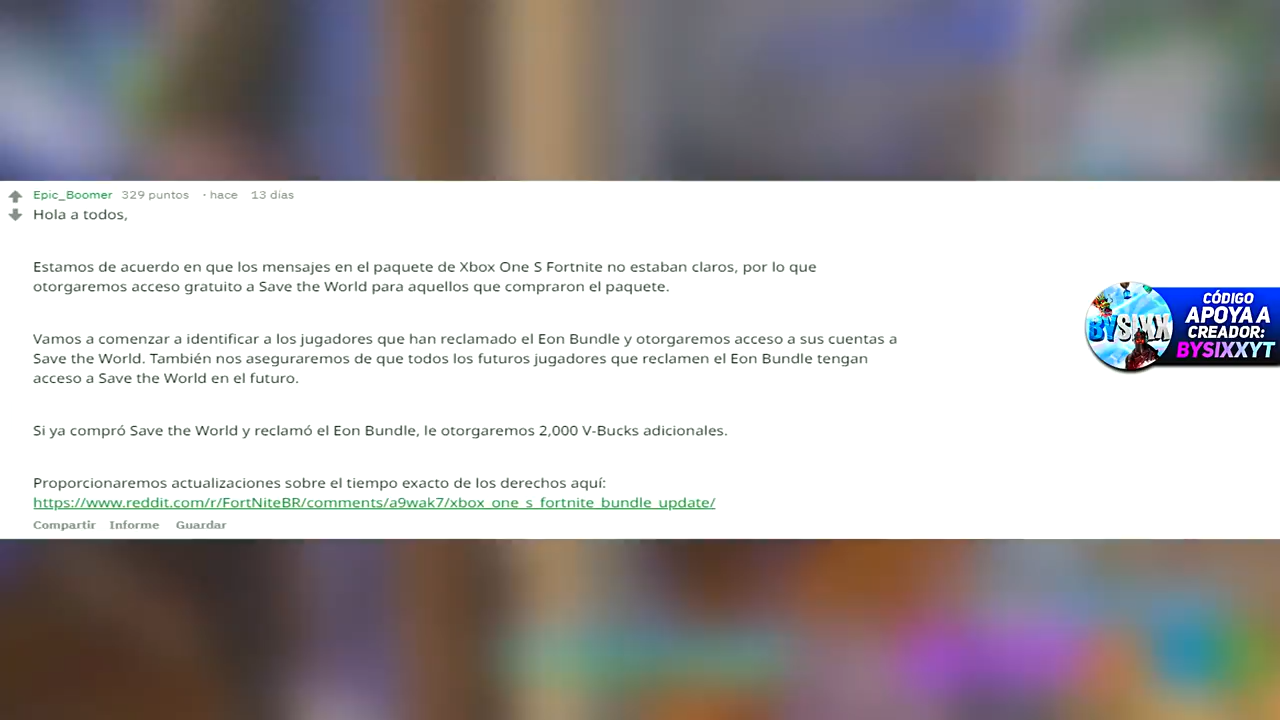 Epic_Boomer 329 puntos · hace 13 días
Hola a todos,
Estamos de acuerdo en que los mensajes en el paquete de Xbox One S Fortnite no estaban claros, por lo que
otorgaremos acceso gratuito a Save the World para aquellos que compraron el paquete.
Vamos a comenzar a identificar a los jugadores que han reclamado el Eon Bundle y otorgaremos acceso a sus cuentas a
Save the World. También nos aseguraremos de que todos los futuros jugadores que reclamen el Eon Bundle tengan
acceso a Save the World en el futuro.
Si ya compró Save the World y reclamó el Eon Bundle, le otorgaremos 2,000 V-Bucks adicionales.
Proporcionaremos actualizaciones sobre el tiempo exacto de los derechos aquí:
https://www.reddit.com/r/FortNiteBR/comments/a9wak7/xbox_one_s_fortnite_bundle_update/
Compartir Informe Guardar
BYSIXX
CÓDIGO
APOYA A
CREADOR:
BYSIXXYT